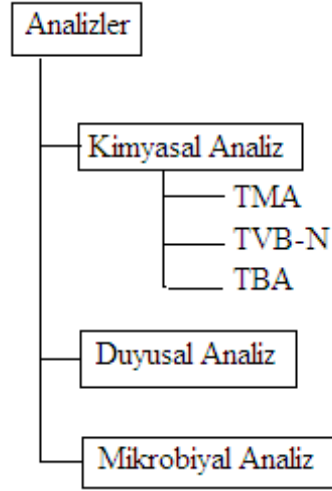 Analizler
Kimyasal Analiz
TMA
TVB-N
TBA
Duyusal Analiz
Mikrobiyal Analiz